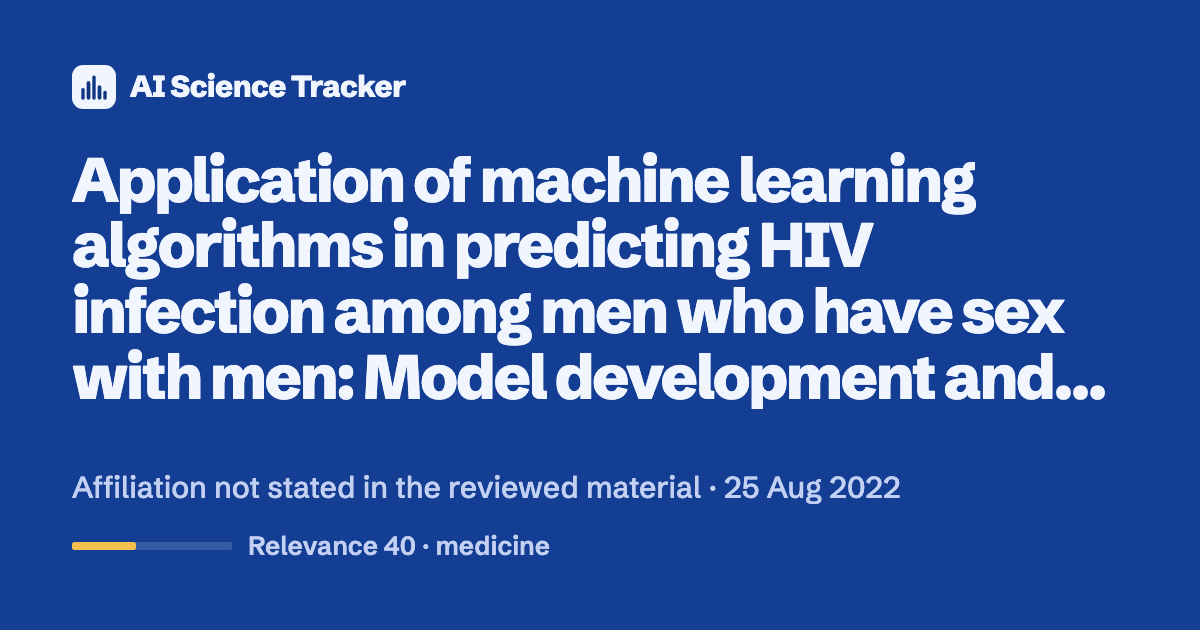 AI Science Tracker
Application of machine learning
algorithms in predicting HIV
infection among men who have sex
with men: Model development and...
Affiliation not stated in the reviewed material · 25 Aug 2022
Relevance 40 · medicine